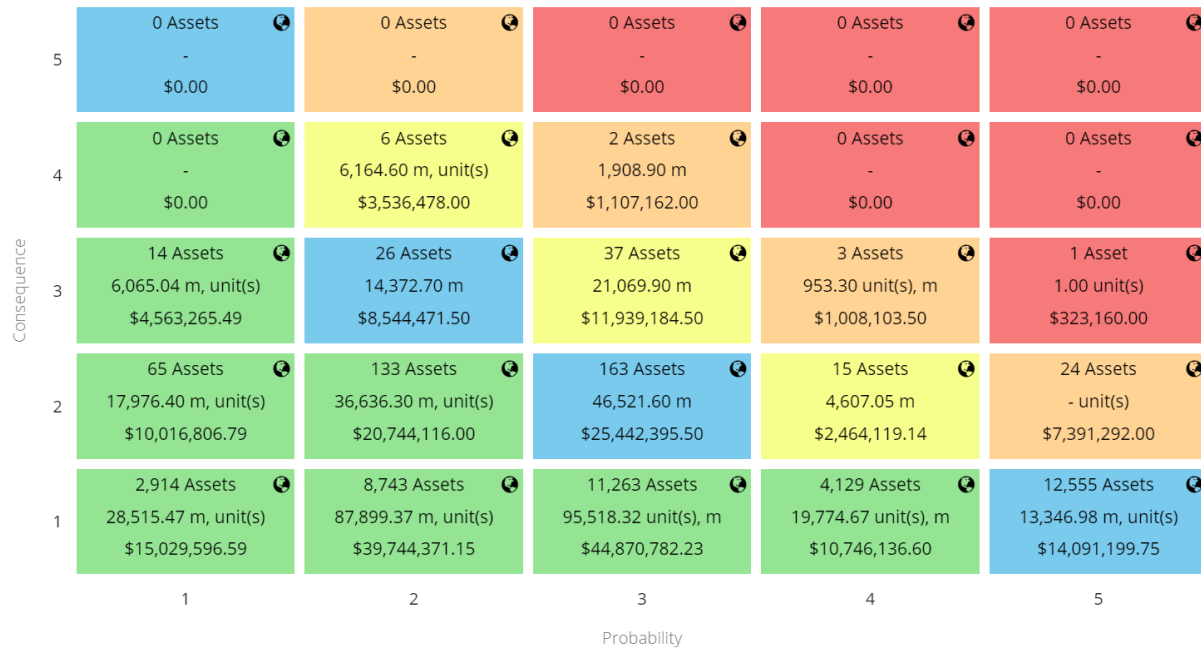 0 Assets 0 Assets 0 Assets 0 Assets 0 Assets
5 - - - - -
$0.00 $0.00 $0.00 $0.00 $0.00
0 Assets 6 Assets 2 Assets 0 Assets 0 Assets
4 - 6,164.60 m, unit(s) 1,908.90 m - -
$0.00 $3,536,478.00 $1,107,162.00 $0.00 $0.00
Consequence
14 Assets 26 Assets 37 Assets 3 Assets 1 Asset
3 6,065.04 m, unit(s) 14,372.70 m 21,069.90 m 953.30 unit(s), m 1.00 unit(s)
$4,563,265.49 $8,544,471.50 $11,939,184.50 $1,008,103.50 $323,160.00
65 Assets 133 Assets 163 Assets 15 Assets 24 Assets
2 17,976.40 m, unit(s) 36,636.30 m, unit(s) 46,521.60 m 4,607.05 m - unit(s)
$10,016,806.79 $20,744,116.00 $25,442,395.50 $2,464,119.14 $7,391,292.00
2,914 Assets 8,743 Assets 11,263 Assets 4,129 Assets 12,555 Assets
1 28,515.47 m, unit(s) 87,899.37 m, unit(s) 95,518.32 unit(s), m 19,774.67 unit(s), m 13,346.98 m, unit(s)
$15,029,596.59 $39,744,371.15 $44,870,782.23 $10,746,136.60 $14,091,199.75
1 2 3 4 5
Probability